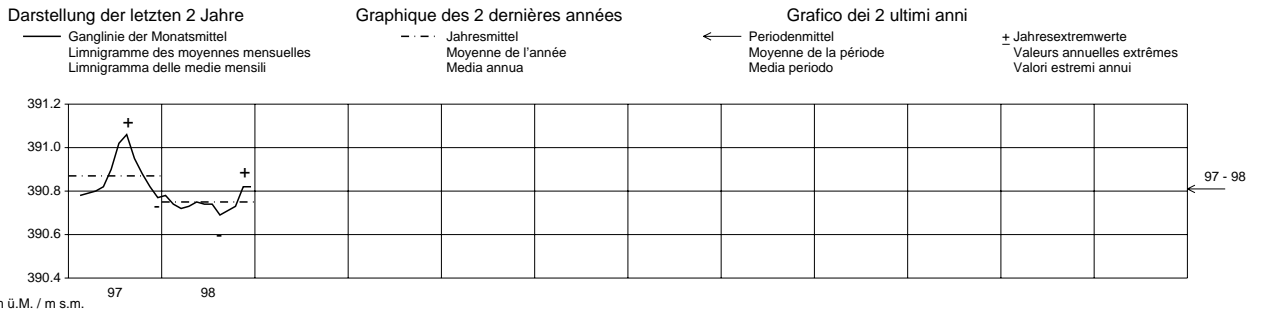 Darstellung der letzten 2 Jahre Graphique des 2 dernières années Grafico dei 2 ultimi anni
Ganglinie der Monatsmittel
Limnigramme des moyennes mensuelles
Limnigramma delle medie mensili
Jahresmittel
Moyenne de l'année
Media annua
Periodenmittel
Moyenne de la période
Media periodo
± Jahresextremwerte
Valeurs annuelles extrêmes
Valori estremi annui
391.2
391.0
390.8
390.6
390.4
+
-
+
-
97 - 98
97 98
ü.M. / m s.m.